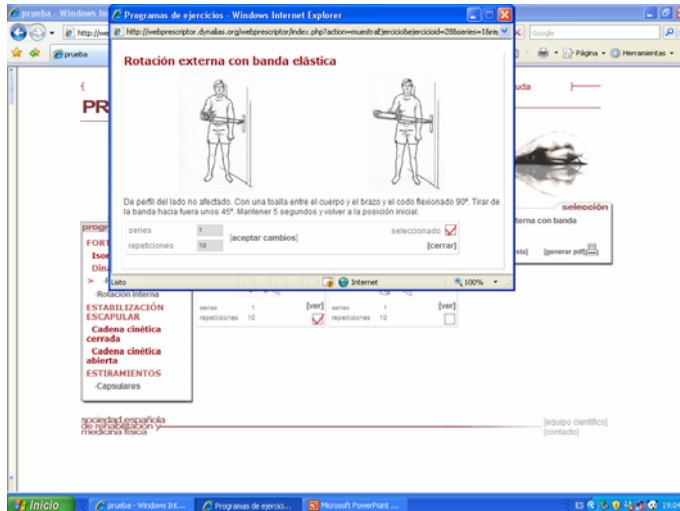 prueba - Windows In
Programas de ejercicios - Windows Internet Explorer
http://we
http://webprescriptor.dynalias.org/webprescriptor/index.php?action=muestraEjercicio&ejercicioid=28&series=1&rep
Google
prueba
Página
Herramientas
Rotación externa con banda elástica
uda
PR
De perfil del lado no afectado. Con una toalla entre el cuerpo y el brazo y el codo flexionado 90º. Tirar de
la banda hacia fuera unos 45º. Mantener 5 segundos y volver a la posición inicial.
series 1
repeticiones 10
[aceptar cambios]
seleccionado
[cerrar]
Listo
Internet
100%
selección
terna con banda
sta] [generar pdf]
progr
FORT
Isor
Dina
> -R
-Rotación interna
ESTABILIZACIÓN
ESCAPULAR
Cadena cinética
cerrada
Cadena cinética
abierta
ESTIRAMIENTOS
-Capsulares
series 1 [ver]
repeticiones 10
series 1 [ver]
repeticiones 10
sociedad española
de rehabilitación y
medicina física
[equipo científico]
[contacto]
Inicio
prueba - Windows Int...
Programas de ejercici...
Microsoft PowerPoint ...
ES
19:04